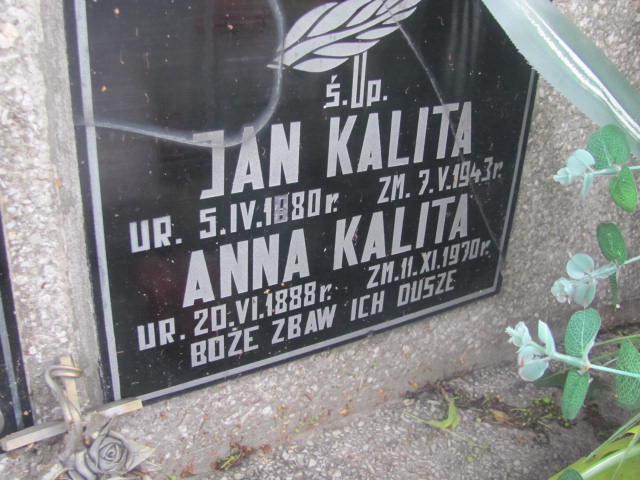 Ś.†P.
JAN KALITA
UR. 5.IV.1880r. ZM. 7.V.1943r.
ANNA KALITA
UR. 20.VI.1888r. ZM.11.XI.1970r.
BOŻE ZBAW ICH DUSZE